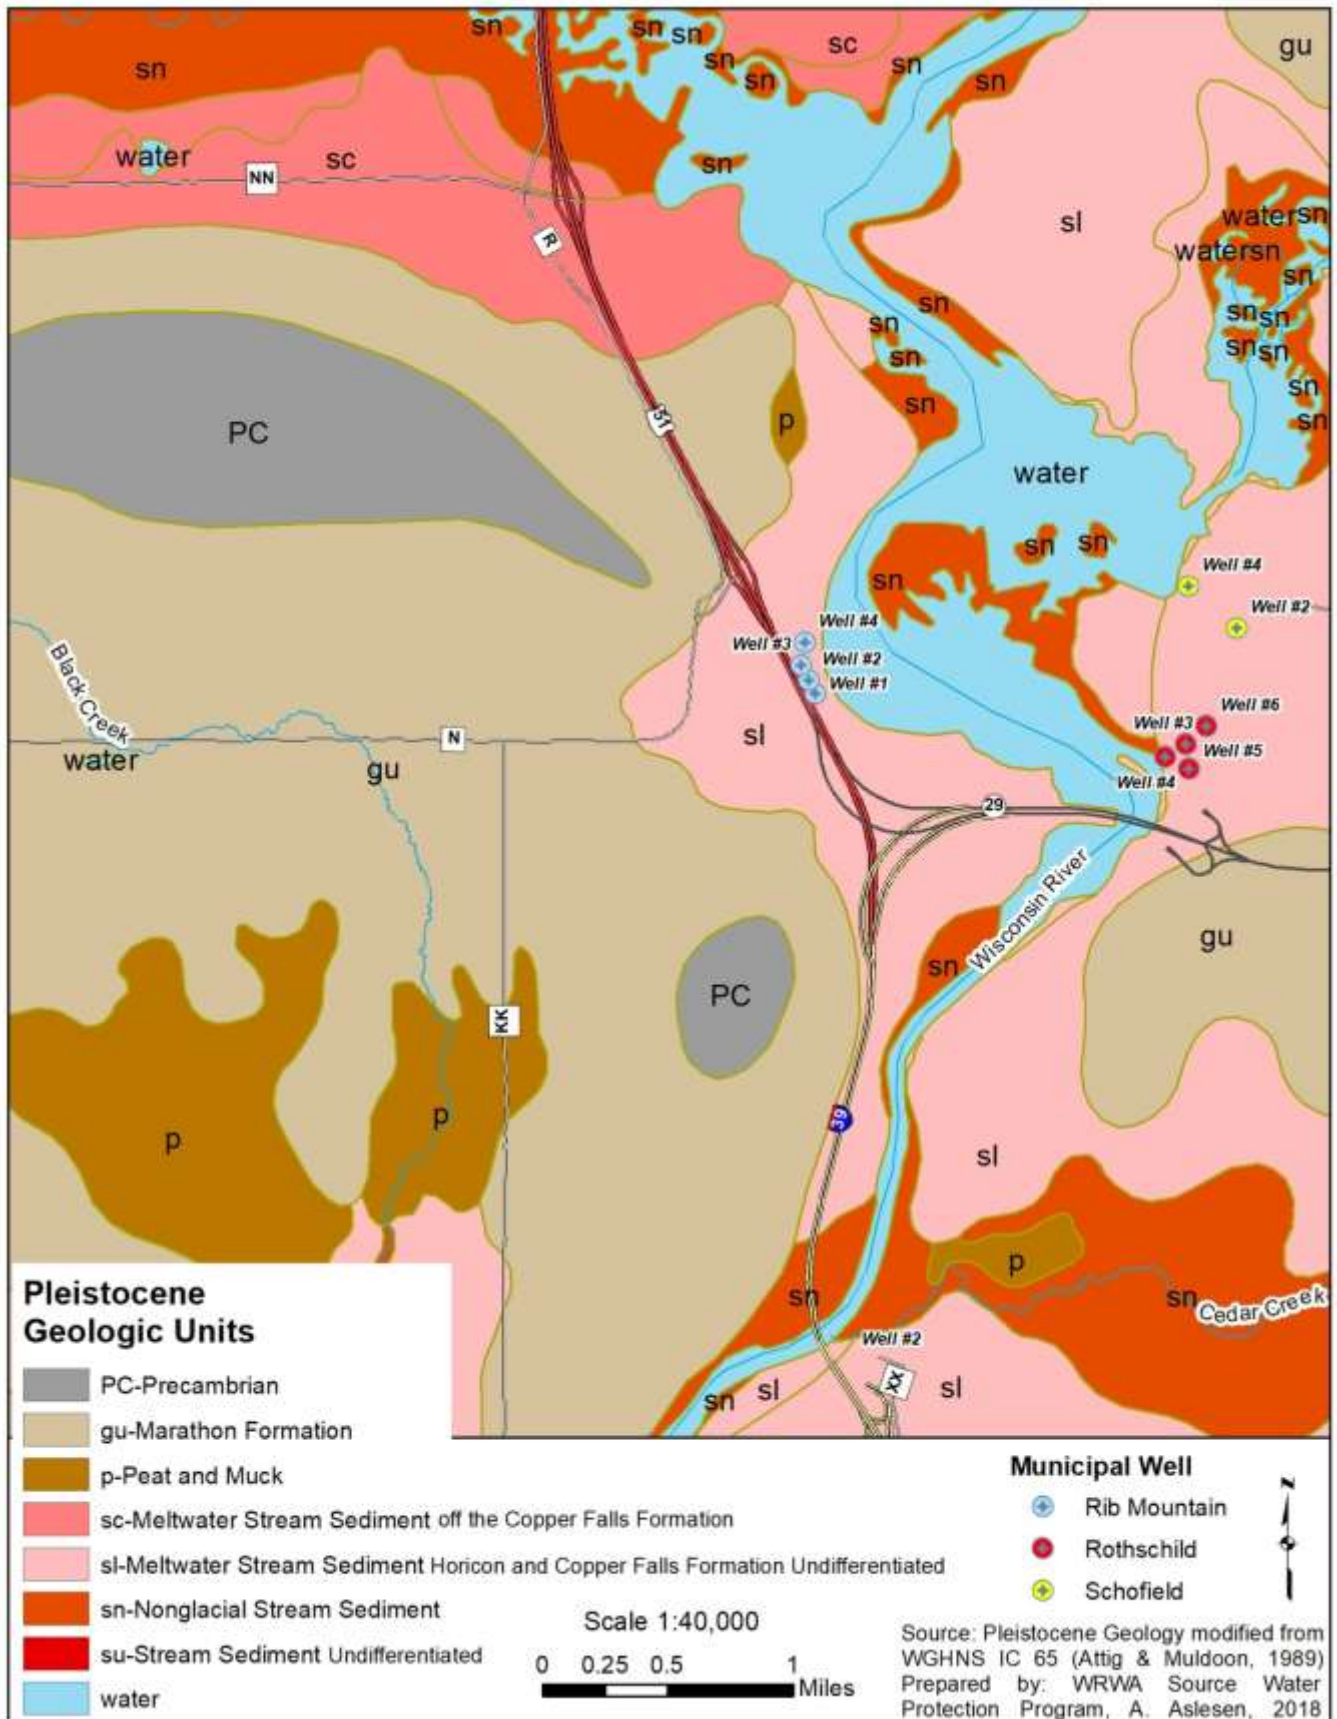 sn
sn
sn
sn
sc
gu
sn
sn
sn
sn
sn
water
sc
NN
sn
R
sl
watersn
watersn
sn
sn
sn
snsn
snsn
sn
sn
sn
sn
PC
51
p
water
sn
sn
sn
Well #4
Well #2
Well #4
Well #3
Well #2
Well #1
Black Creek
Well #6
Well #3
Well #5
Well #4
sl
N
water
gu
29
Wisconsin River
gu
sn
PC
KK
p
p
39
sl
p
sn
sn
Cedar Creek
Well #2
XX
sn
sl
sl
Pleistocene
Geologic Units
PC-Precambrian
gu-Marathon Formation
p-Peat and Muck
sc-Meltwater Stream Sediment off the Copper Falls Formation
sl-Meltwater Stream Sediment Horicon and Copper Falls Formation Undifferentiated
sn-Nonglacial Stream Sediment
su-Stream Sediment Undifferentiated
water
Scale 1:40,000
0 0.25 0.5 1
Miles
Municipal Well
Rib Mountain
Rothschild
Schofield
N
Source: Pleistocene Geology modified from
WGHNS IC 65 (Attig & Muldoon, 1989)
Prepared by: WRWA Source Water
Protection Program, A. Aslesen, 2018